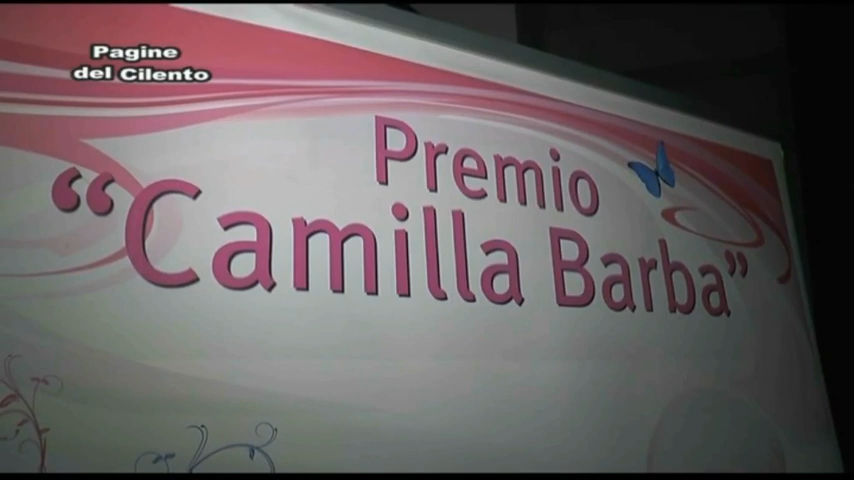 Pagine
del Cilento
Premio
“Camilla Barba”